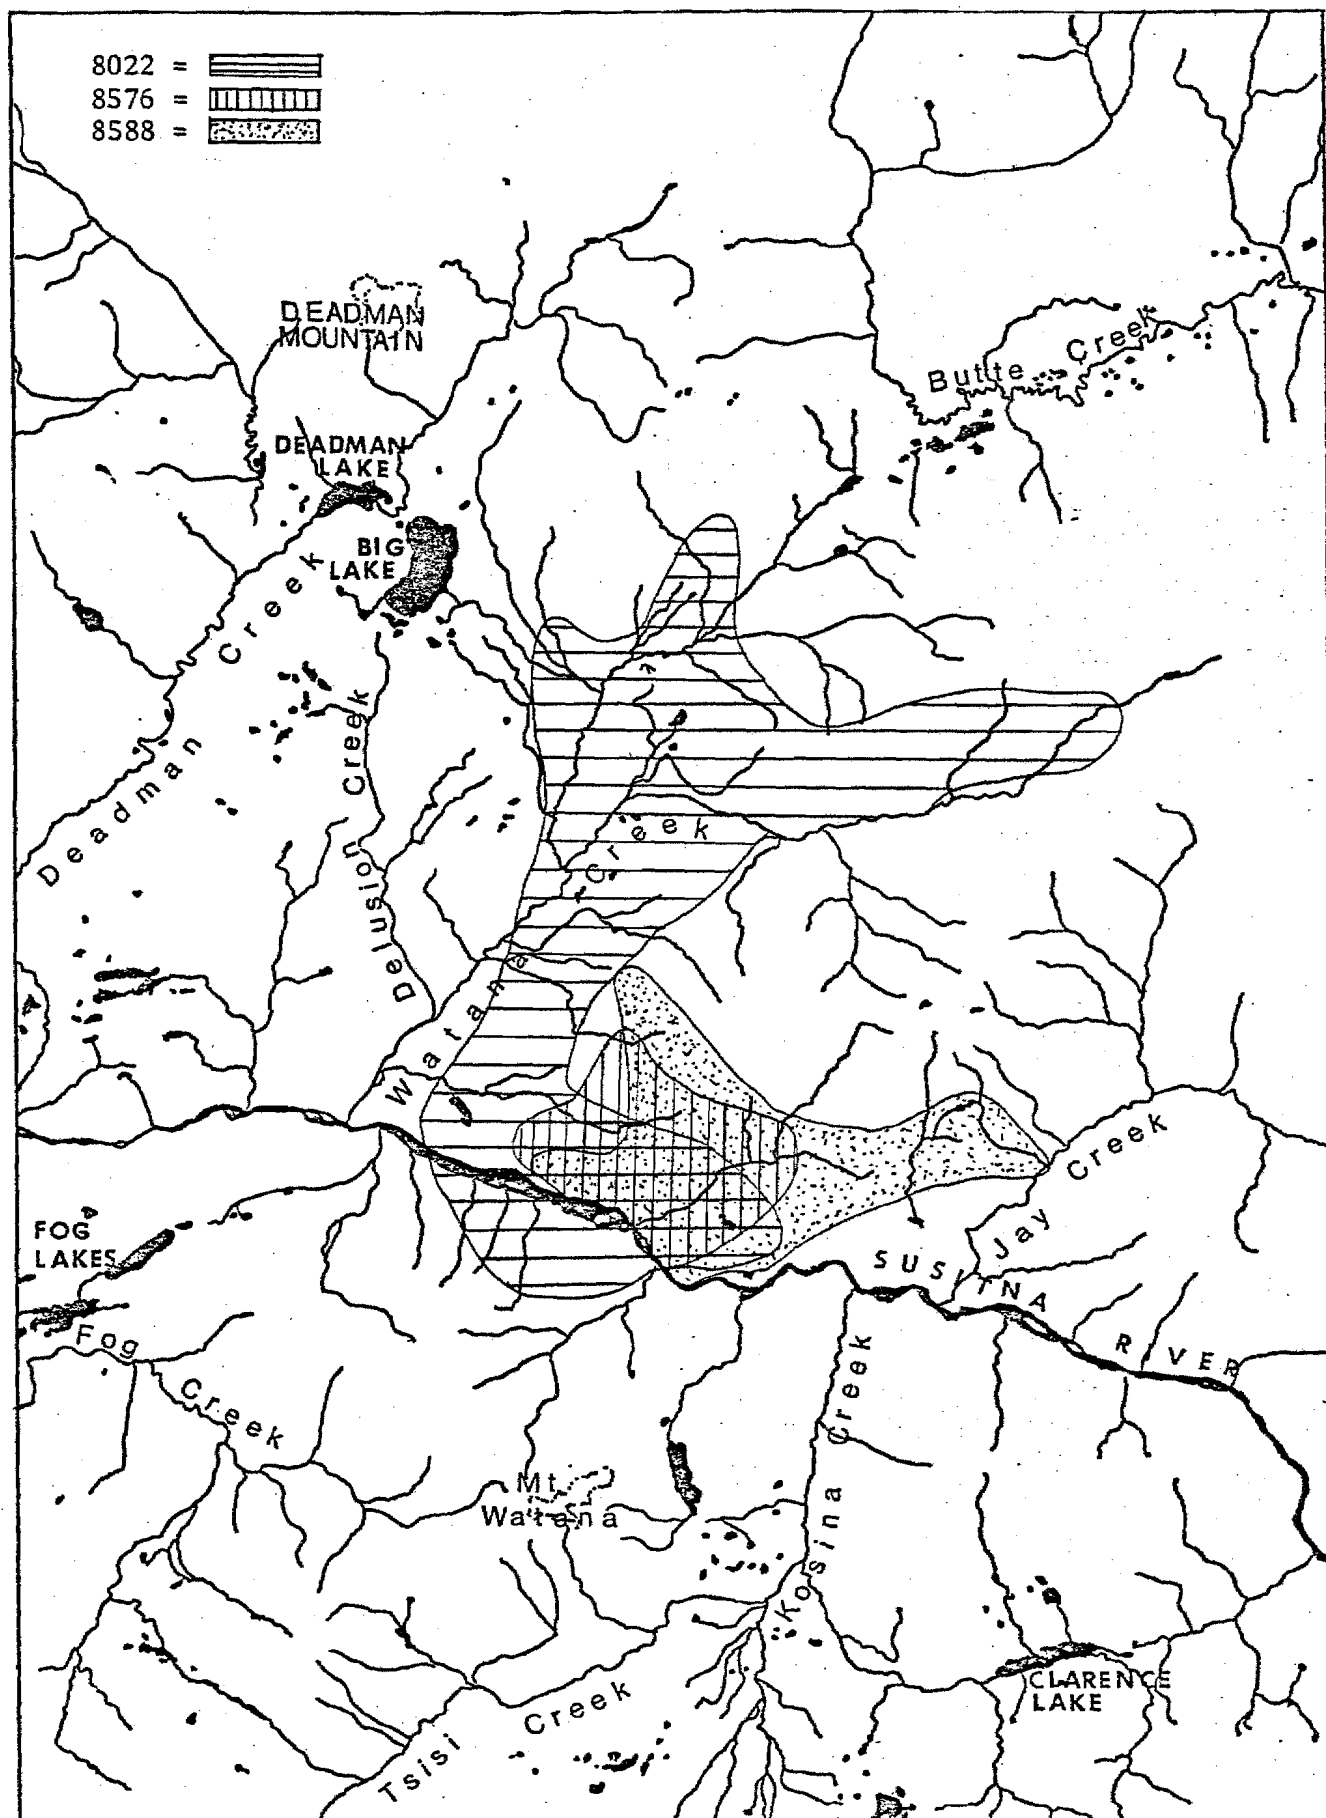 8022 =
8576 =
8588 =
DEADMAN
MOUNTAIN
Butte Creek
DEADMAN
LAKE
BIG
LAKE
Deadman Creek
Delusion Creek
Watana Creek
FOG
LAKES
Fog Creek
Jay Creek
SUSITNA RIVER
Mt.
Watana
Kosina Creek
Tsisi Creek
CLARENCE
LAKE